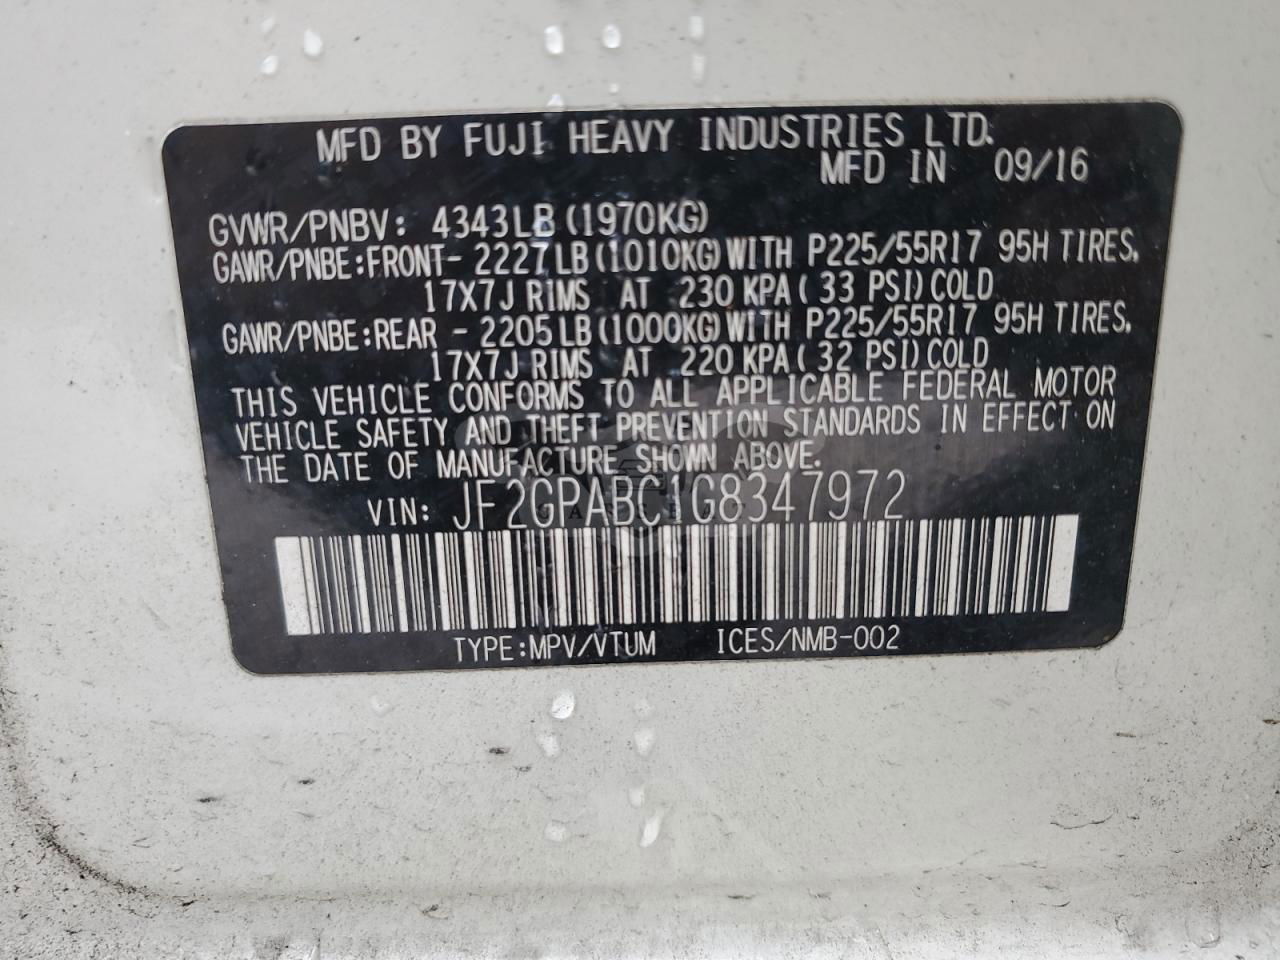 MFD BY FUJI HEAVY INDUSTRIES LTD.
MFD IN 09/16
GVWR/PNBV: 4343LB (1970KG)
GAWR/PNBE:FRONT- 2227LB (1010KG) WITH P225/55R17 95H TIRES,
17X7J RIMS AT 230 KPA ( 33 PSI) COLD
GAWR/PNBE:REAR - 2205LB (1000KG) WITH P225/55R17 95H TIRES,
17X7J RIMS AT 220 KPA ( 32 PSI) COLD
THIS VEHICLE CONFORMS TO ALL APPLICABLE FEDERAL MOTOR
VEHICLE SAFETY AND THEFT PREVENTION STANDARDS IN EFFECT ON
THE DATE OF MANUFACTURE SHOWN ABOVE.
VIN: JF2GPABC1G8347972
TYPE:MPV/VTUM ICES/NMB-002